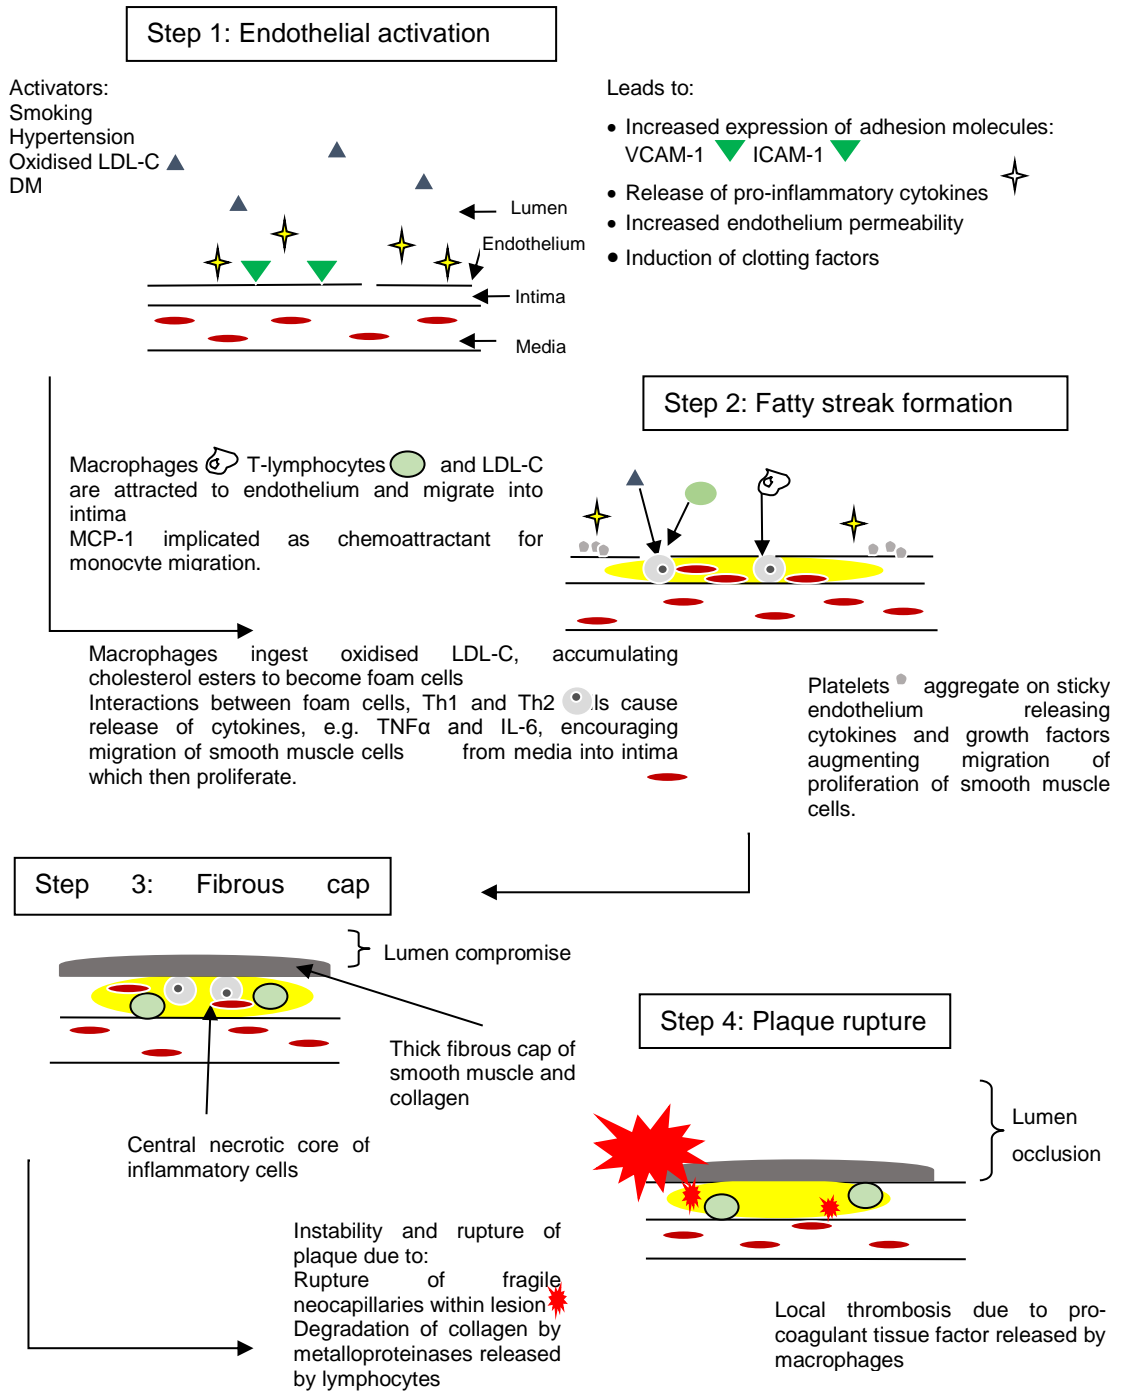 Step 1: Endothelial activation
Activators:
Smoking
Hypertension
Oxidised LDL-C
DM
Lumen
Endothelium
Intima
Media
Leads to:
• Increased expression of adhesion molecules:
VCAM-1 ICAM-1
• Release of pro-inflammatory cytokines
• Increased endothelium permeability
• Induction of clotting factors
Step 2: Fatty streak formation
Macrophages T-lymphocytes and LDL-C
are attracted to endothelium and migrate into
intima
MCP-1 implicated as chemoattractant for
monocyte migration.
Macrophages ingest oxidised LDL-C, accumulating
cholesterol esters to become foam cells
Interactions between foam cells, Th1 and Th2 ls cause
release of cytokines, e.g. TNFα and IL-6, encouraging
migration of smooth muscle cells from media into intima
which then proliferate.
Platelets aggregate on sticky
endothelium releasing
cytokines and growth factors
augmenting migration of
proliferation of smooth muscle
cells.
Step 3: Fibrous cap
Lumen compromise
Thick fibrous cap of
smooth muscle and
collagen
Central necrotic core of
inflammatory cells
Step 4: Plaque rupture
Lumen
occlusion
Instability and rupture of
plaque due to:
Rupture of fragile
neocapillaries within lesion
Degradation of collagen by
metalloproteinases released
by lymphocytes
Local thrombosis due to pro-
coagulant tissue factor released by
macrophages